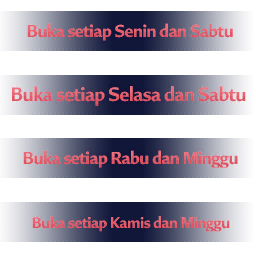 Buka setiap Senin dan Sabtu
Buka setiap Selasa dan Sabtu
Buka setiap Rabu dan Minggu
Buka setiap Kamis dan Minggu